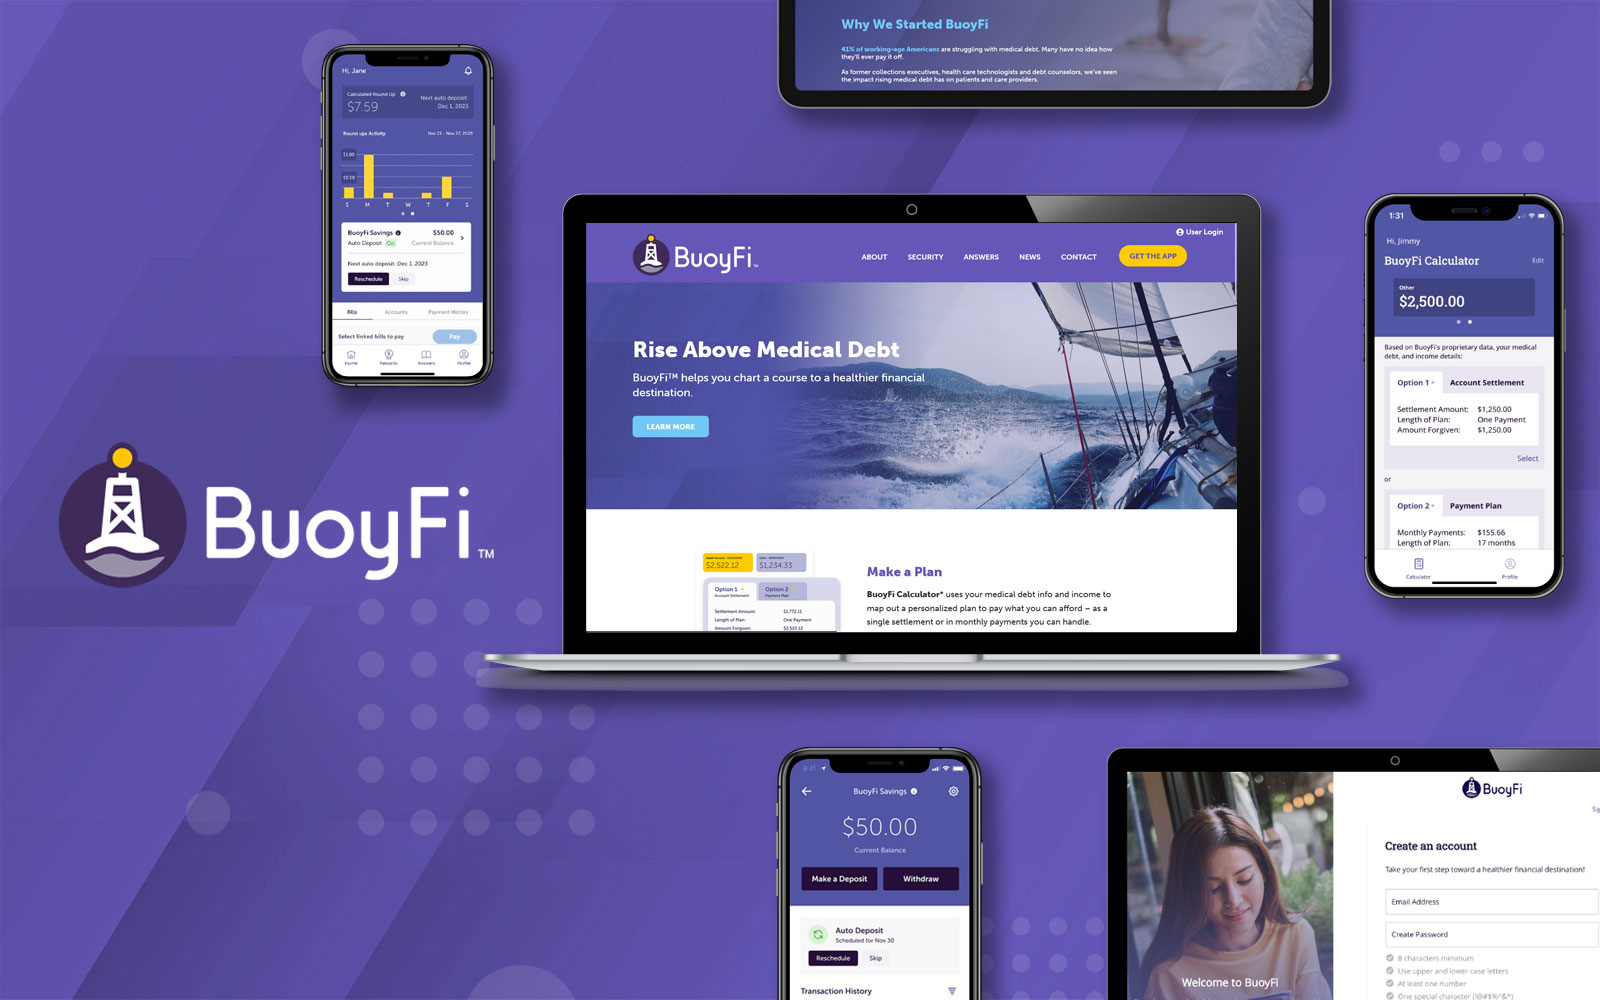 Why We Started BuoyFi
41% of working-age Americans are struggling with medical debt. Many have no idea how
they'll ever pay it off.
As former collections executives, health care technologists and debt counselors, we've seen
the impact rising medical debt has on patients and care providers.
Hi, Jane
Calculated Round Up
$7.59
Next auto deposit:
Dec 1, 2023
Round ups Activity
Nov 21 - Nov 27, 2023
$1.00
$0.50
S M T W T F S
BuoyFi Savings
$50.00
Auto Deposit On
Current Balance
Next auto deposit: Dec 1, 2023
Reschedule
Skip
Bills
Accounts
Payment History
Select linked bills to pay
Pay
Home
Rewards
Answers
Profile
BuoyFi™
User Login
BuoyFi™
ABOUT
SECURITY
ANSWERS
NEWS
CONTACT
GET THE APP
Rise Above Medical Debt
BuoyFi™ helps you chart a course to a healthier financial
destination.
LEARN MORE
$2,522.12
$1,234.33
Option 1
Account Settlement
Option 2
Payment Plan
Settlement Amount: $1,772.11
Length of Plan: One Payment
Amount Forgiven: $2,522.12
Make a Plan
BuoyFi Calculator* uses your medical debt info and income to
map out a personalized plan to pay what you can afford – as a
single settlement or in monthly payments you can handle.
1:31
Hi, Jimmy
BuoyFi Calculator
Edit
Other
$2,500.00
Based on BuoyFi's proprietary data, your medical
debt, and income details:
Option 1
Account Settlement
Settlement Amount: $1,250.00
Length of Plan: One Payment
Amount Forgiven: $1,250.00
Select
or
Option 2
Payment Plan
Monthly Payments: $155.66
Length of Plan: 17 months
Calculator
Profile
9:41
BuoyFi Savings
$50.00
Current Balance
Make a Deposit
Withdraw
Auto Deposit
Scheduled for Nov 30
Reschedule
Skip
Transaction History
Welcome to BuoyFi
BuoyFi
Create an account
Take your first step toward a healthier financial destination!
Email Address
Create Password
8 characters minimum
Use upper and lower case letters
At least one number
One special character (!@#$%^&*)